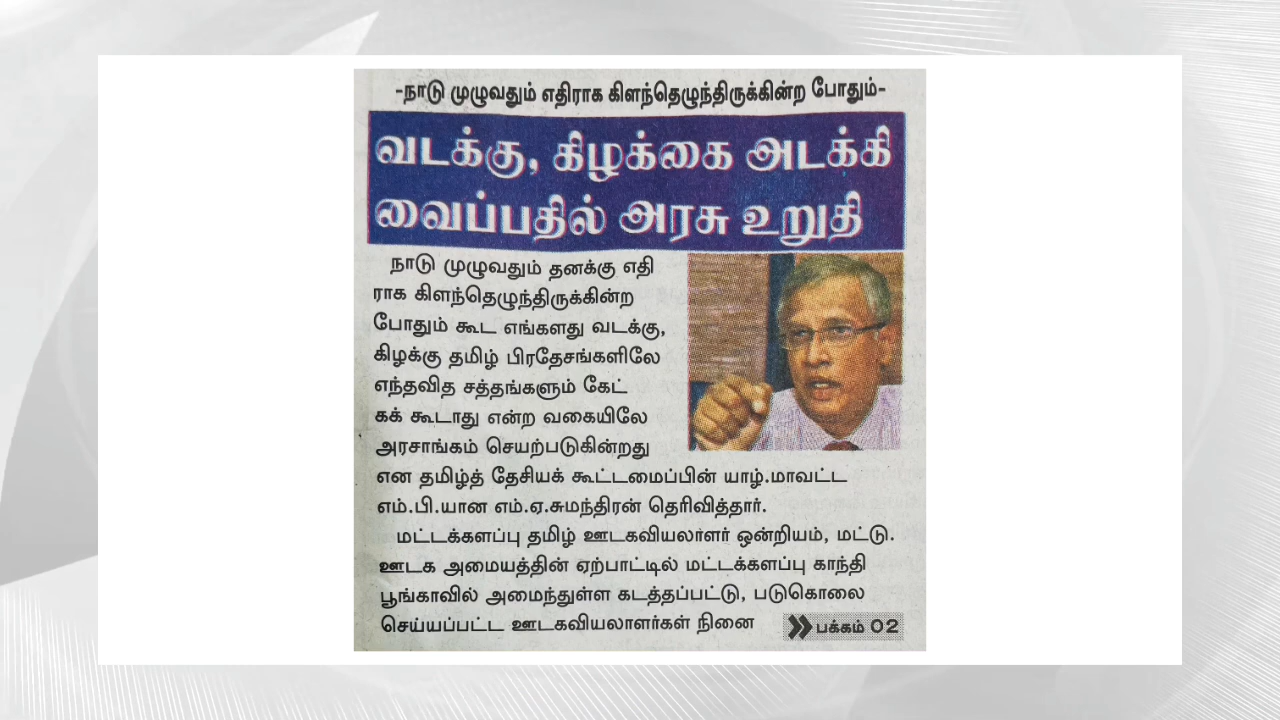 -நாடு முழுவதும் எதிராக கிளந்தெழுந்திருக்கின்ற போதும்-
வடக்கு, கிழக்கை அடக்கி
வைப்பதில் அரசு உறுதி
நாடு முழுவதும் தனக்கு எதி
ராக கிளந்தெழுந்திருக்கின்ற
போதும் கூட எங்களது வடக்கு,
கிழக்கு தமிழ் பிரதேசங்களிலே
எந்தவித சத்தங்களும் கேட்
கக் கூடாது என்ற வகையிலே
அரசாங்கம் செயற்படுகின்றது
என தமிழ்த் தேசியக் கூட்டமைப்பின் யாழ்.மாவட்ட
எம்.பி.யான எம்.ஏ.சுமந்திரன் தெரிவித்தார்.
மட்டக்களப்பு தமிழ் ஊடகவியலாளர் ஒன்றியம், மட்டு.
ஊடக அமையத்தின் ஏற்பாட்டில் மட்டக்களப்பு காந்தி
பூங்காவில் அமைந்துள்ள கடத்தப்பட்டு, படுகொலை
செய்யப்பட்ட ஊடகவியலாளர்கள் நினை
பக்கம் 02